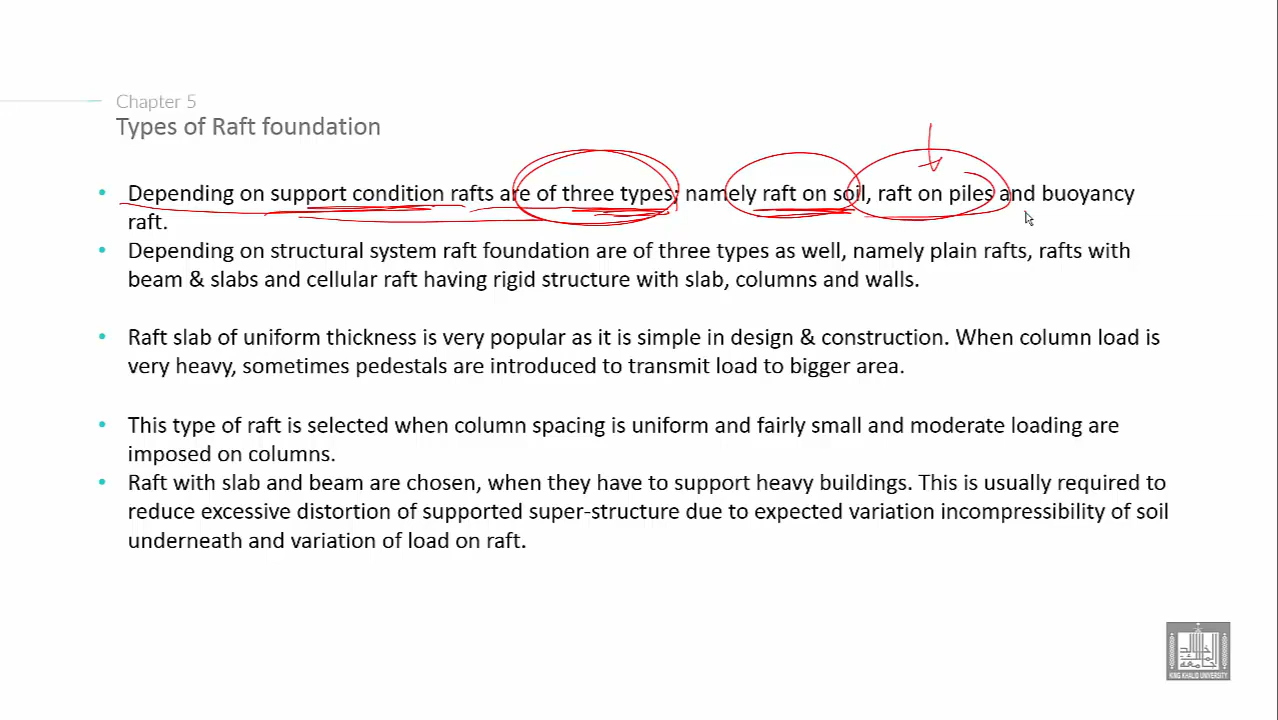 Chapter 5
Types of Raft foundation
• Depending on support condition rafts are of three types; namely raft on soil, raft on piles and buoyancy
raft.
• Depending on structural system raft foundation are of three types as well, namely plain rafts, rafts with
beam & slabs and cellular raft having rigid structure with slab, columns and walls.
• Raft slab of uniform thickness is very popular as it is simple in design & construction. When column load is
very heavy, sometimes pedestals are introduced to transmit load to bigger area.
• This type of raft is selected when column spacing is uniform and fairly small and moderate loading are
imposed on columns.
• Raft with slab and beam are chosen, when they have to support heavy buildings. This is usually required to
reduce excessive distortion of supported super-structure due to expected variation incompressibility of soil
underneath and variation of load on raft.
KING KHALID UNIVERSITY